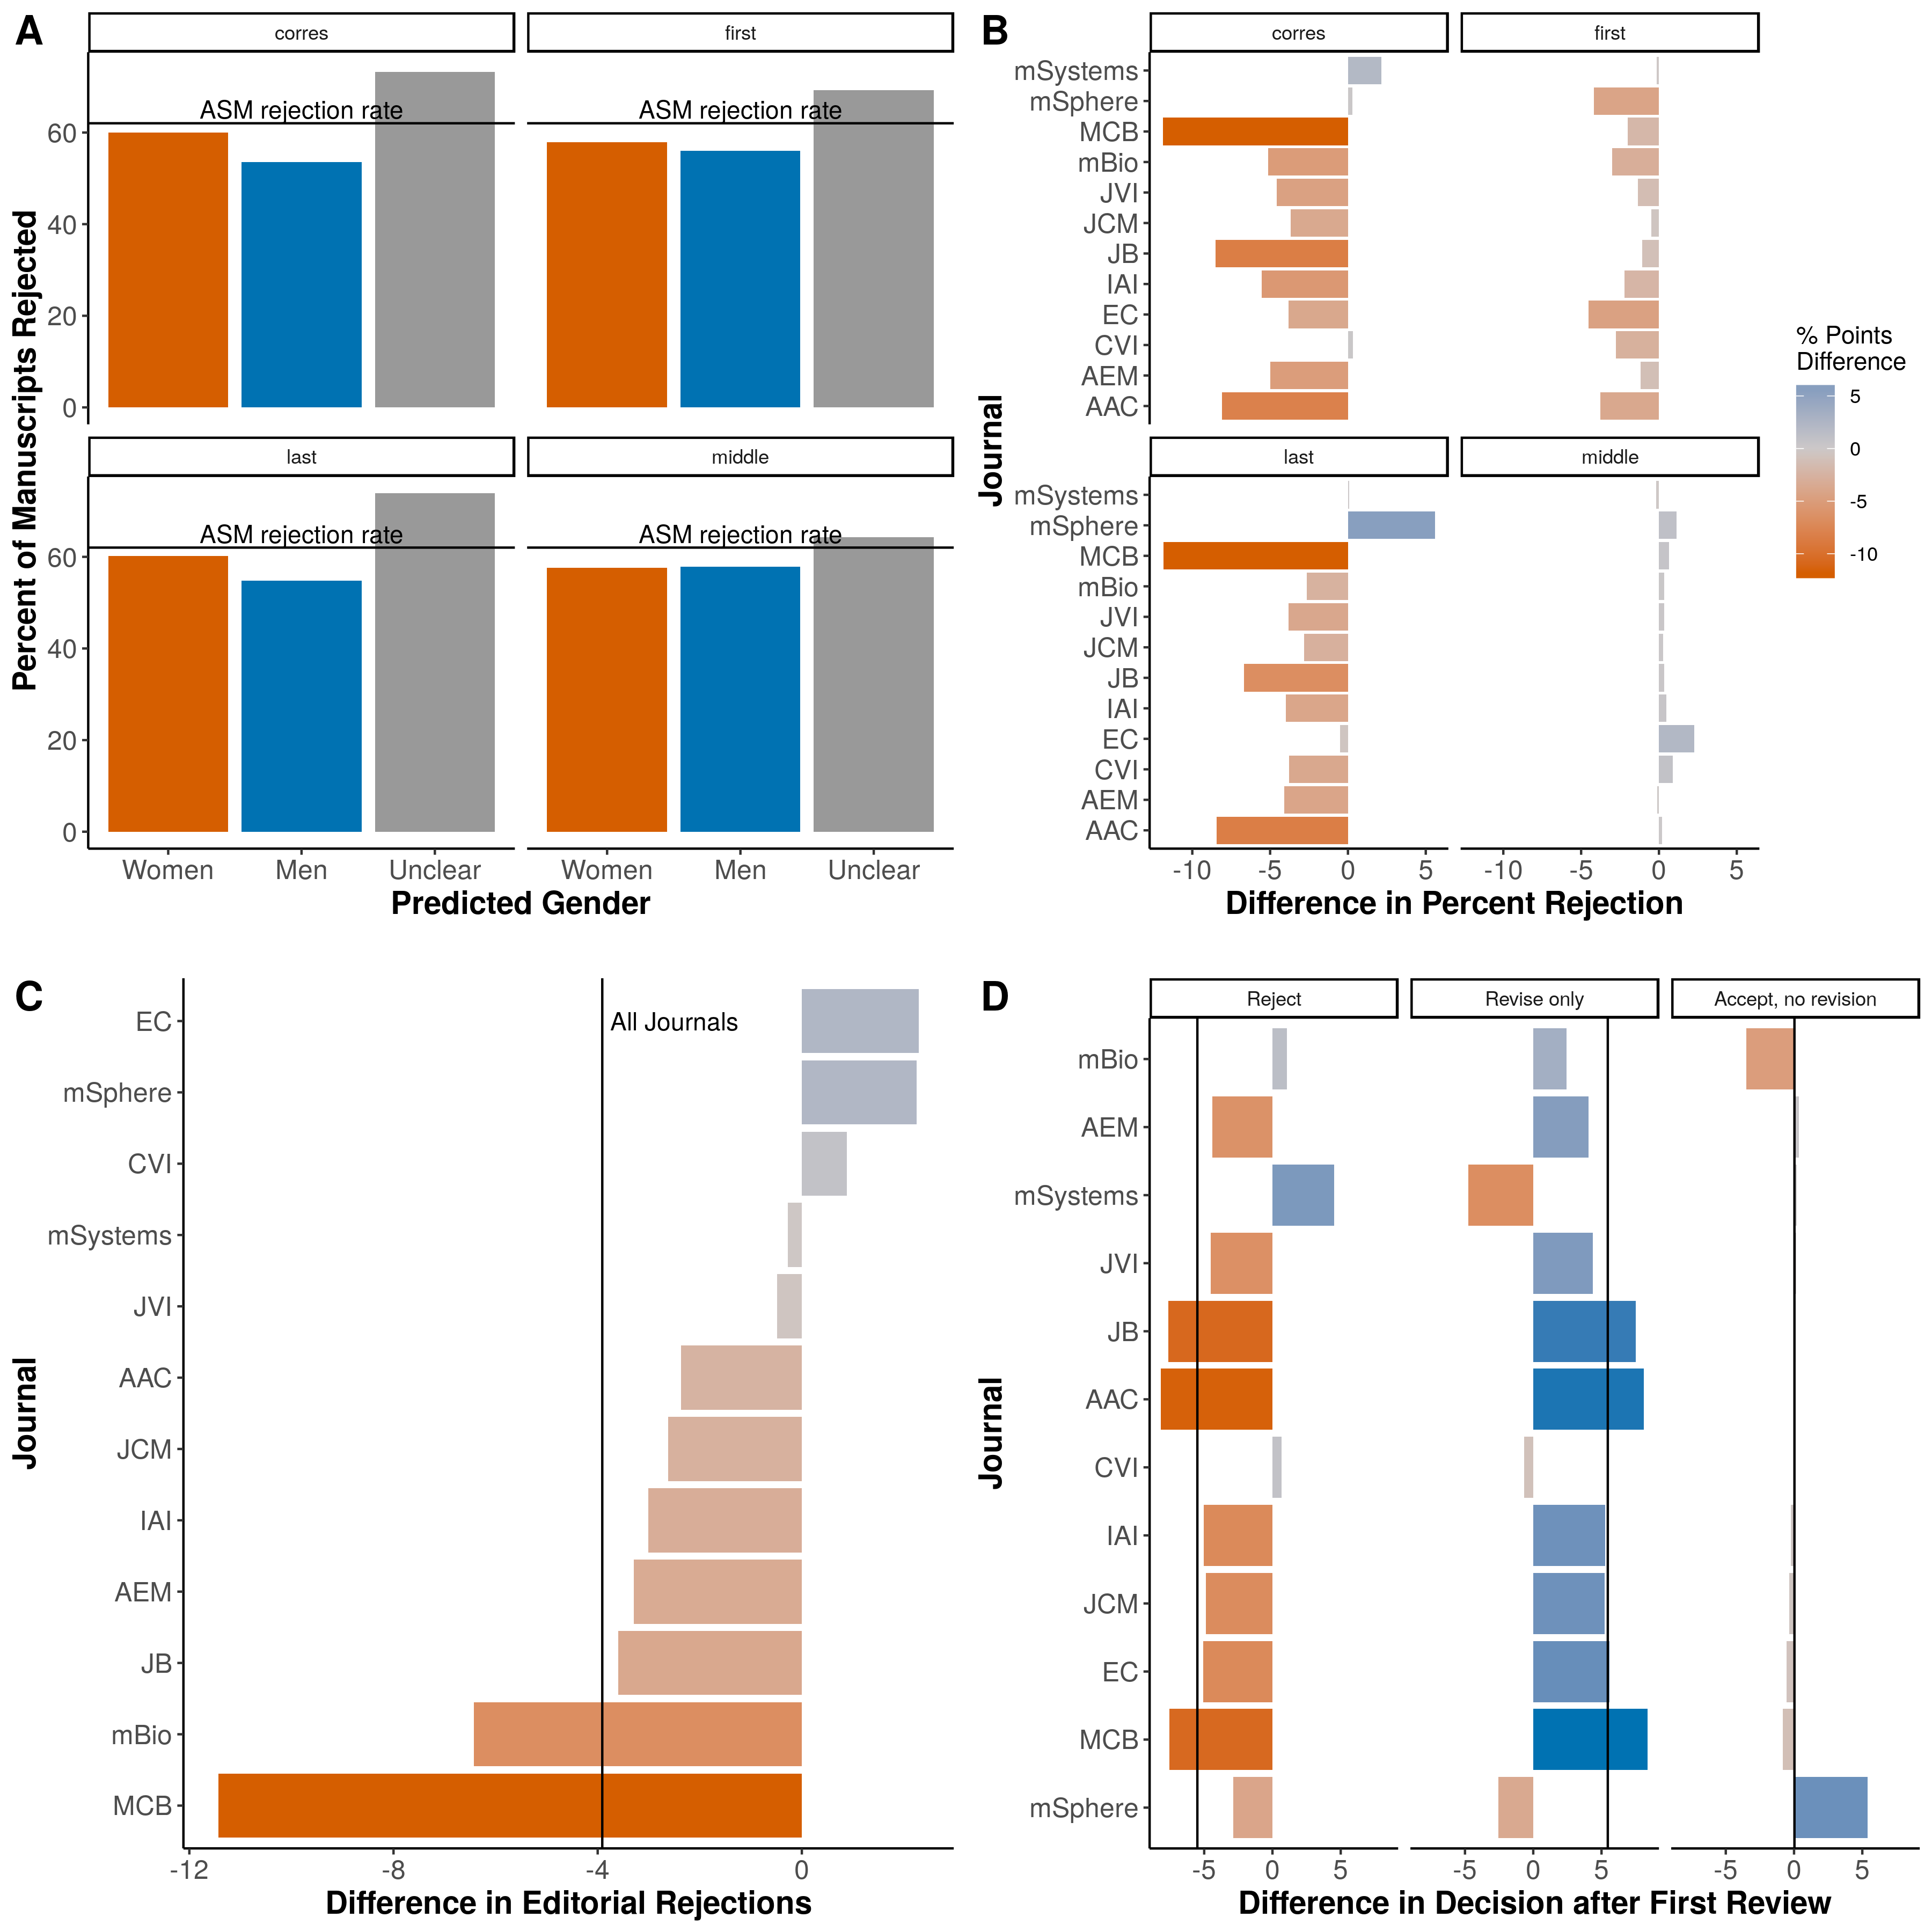 A
corres
first
ASM rejection rate
ASM rejection rate
60
40
20
0
last
middle
ASM rejection rate
ASM rejection rate
60
40
20
0
Women
Men
Unclear
Women
Men
Unclear
Percent of Manuscripts Rejected
Predicted Gender
B
corres
first
mSystems
mSphere
MCB
mBio
JVI
JCM
JB
IAI
EC
CVI
AEM
AAC
last
middle
mSystems
mSphere
MCB
mBio
JVI
JCM
JB
IAI
EC
CVI
AEM
AAC
-10
-5
0
5
-10
-5
0
5
Journal
Difference in Percent Rejection
% Points
Difference
5
0
-5
-10
C
All Journals
EC
mSphere
CVI
mSystems
JVI
AAC
JCM
IAI
AEM
JB
mBio
MCB
-12
-8
-4
0
Journal
Difference in Editorial Rejections
D
Reject
Revise only
Accept, no revision
mBio
AEM
mSystems
JVI
JB
AAC
CVI
IAI
JCM
EC
MCB
mSphere
-5
0
5
-5
0
5
-5
0
5
Journal
Difference in Decision after First Review